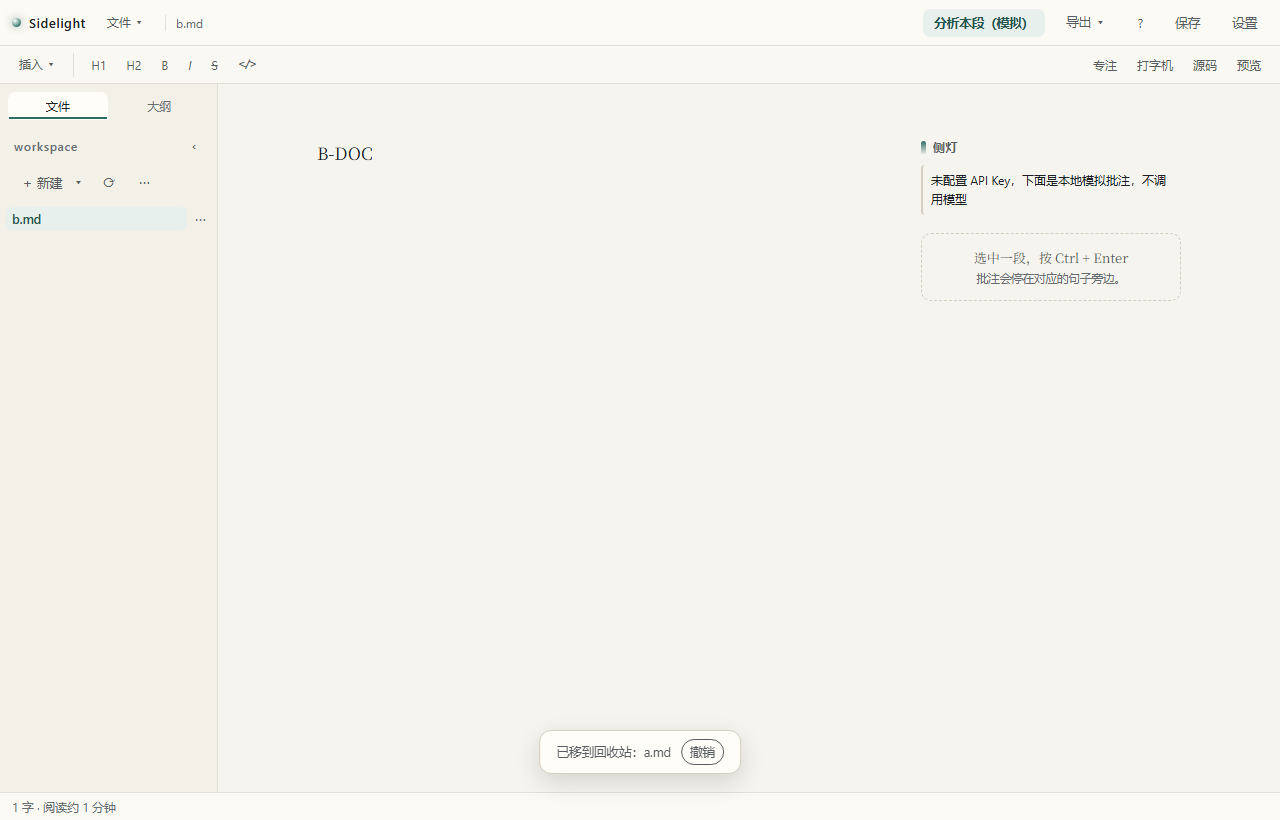 Sidelight 文件 b.md 分析本段（模拟） 导出 ? 保存 设置
插入 H1 H2 B I S </> 专注 打字机 源码 预览
文件 大纲
workspace ‹
+ 新建 ···
b.md ···
B-DOC
侧灯
未配置 API Key，下面是本地模拟批注，不调
用模型
选中一段，按 Ctrl + Enter
批注会停在对应的句子旁边。
已移到回收站：a.md 撤销
1 字 · 阅读约 1 分钟